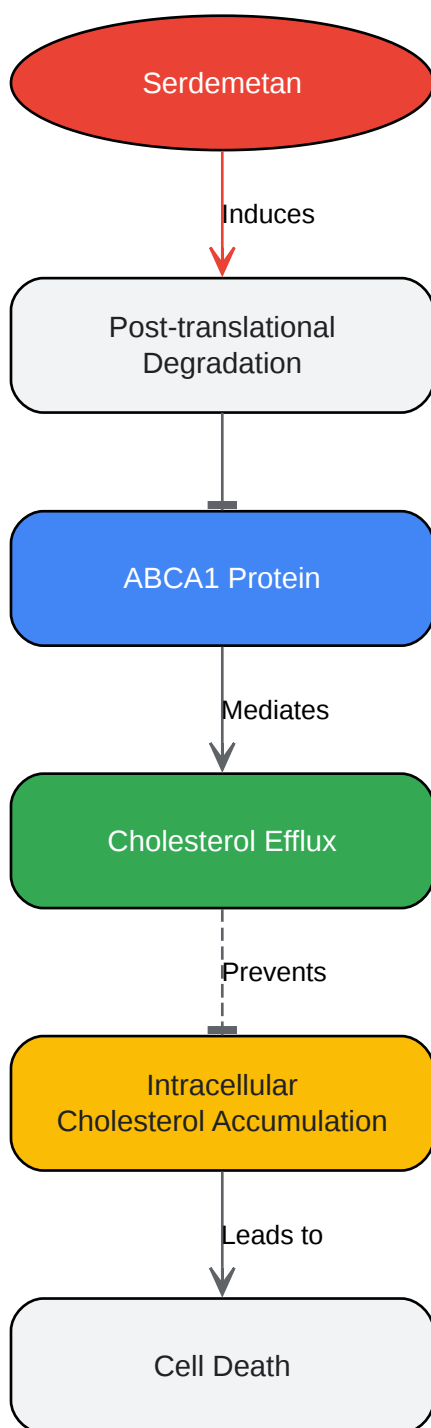 Serdemetan
Induces
Post-translational
Degradation
ABCA1 Protein
Mediates
Cholesterol Efflux
Prevents
Intracellular
Cholesterol Accumulation
Leads to
Cell Death